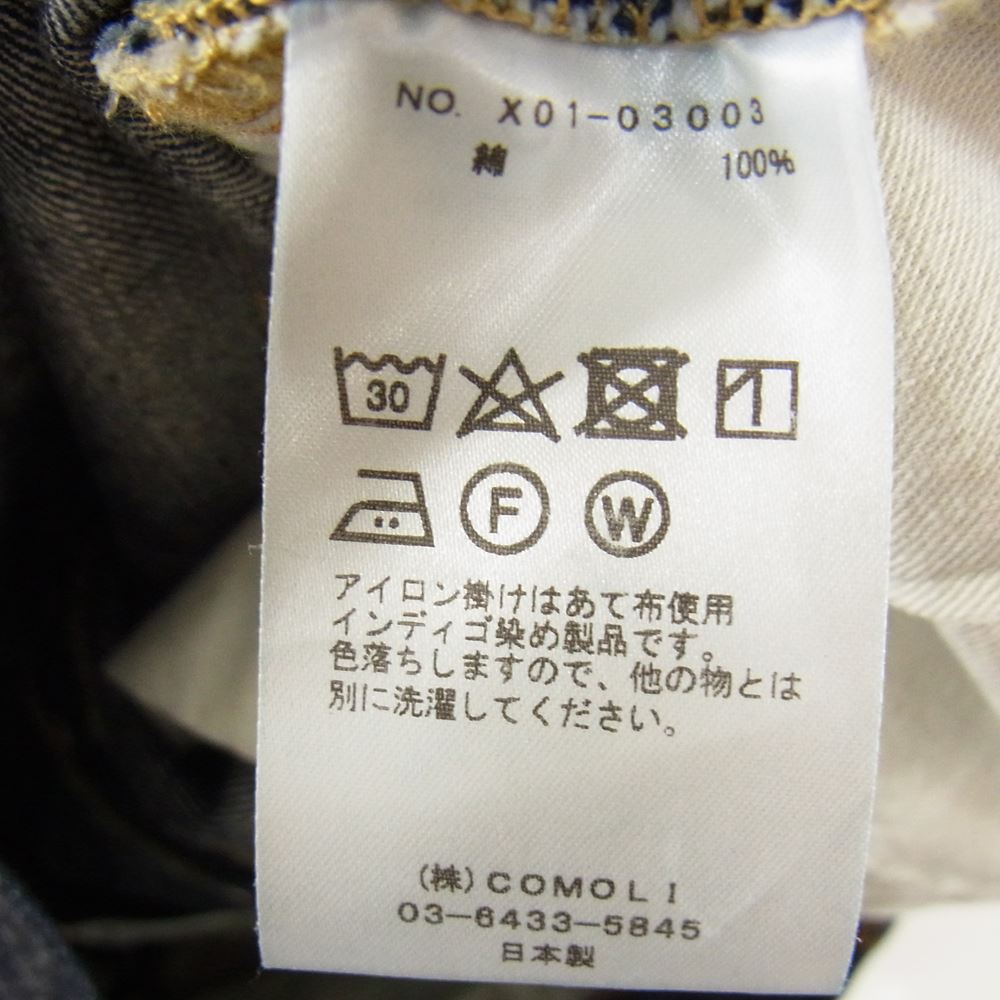 NO. X01-03003
綿 100%
30
F W
アイロン掛けはあて布使用
インディゴ染め製品です。
色落ちしますので、他の物とは
別に洗濯してください。
(株)COMOLI
03-6433-5845
日本製